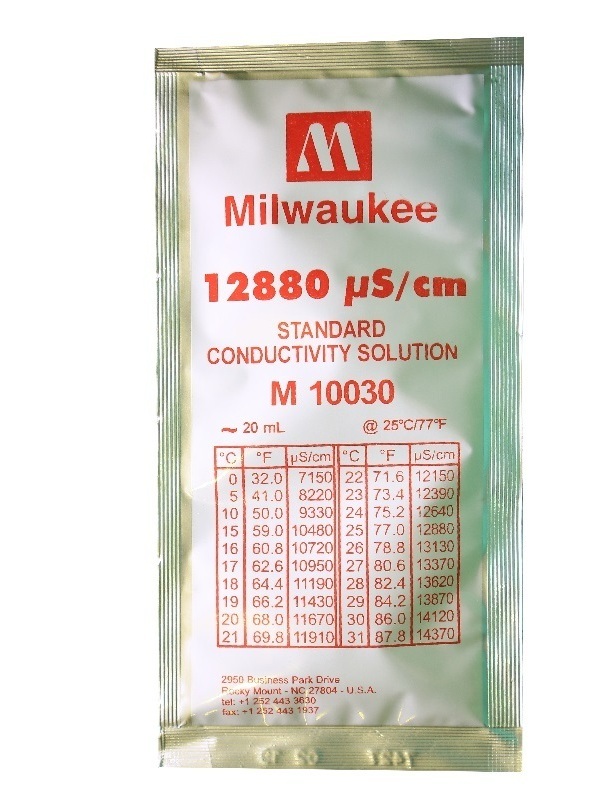 M
Milwaukee
12880 µS/cm
STANDARD
CONDUCTIVITY SOLUTION
M 10030
~ 20 mL @ 25°C/77°F
°C °F µS/cm °C °F µS/cm
0 32.0 7150 22 71.6 12150
5 41.0 8220 23 73.4 12390
10 50.0 9330 24 75.2 12640
15 59.0 10480 25 77.0 12880
16 60.8 10720 26 78.8 13130
17 62.6 10950 27 80.6 13370
18 64.4 11190 28 82.4 13620
19 66.2 11430 29 84.2 13870
20 68.0 11670 30 86.0 14120
21 69.8 11910 31 87.8 14370
2950 Business Park Drive
Rocky Mount - NC 27804 - U.S.A.
tel: +1 252 443 3630
fax: +1 252 443 1937